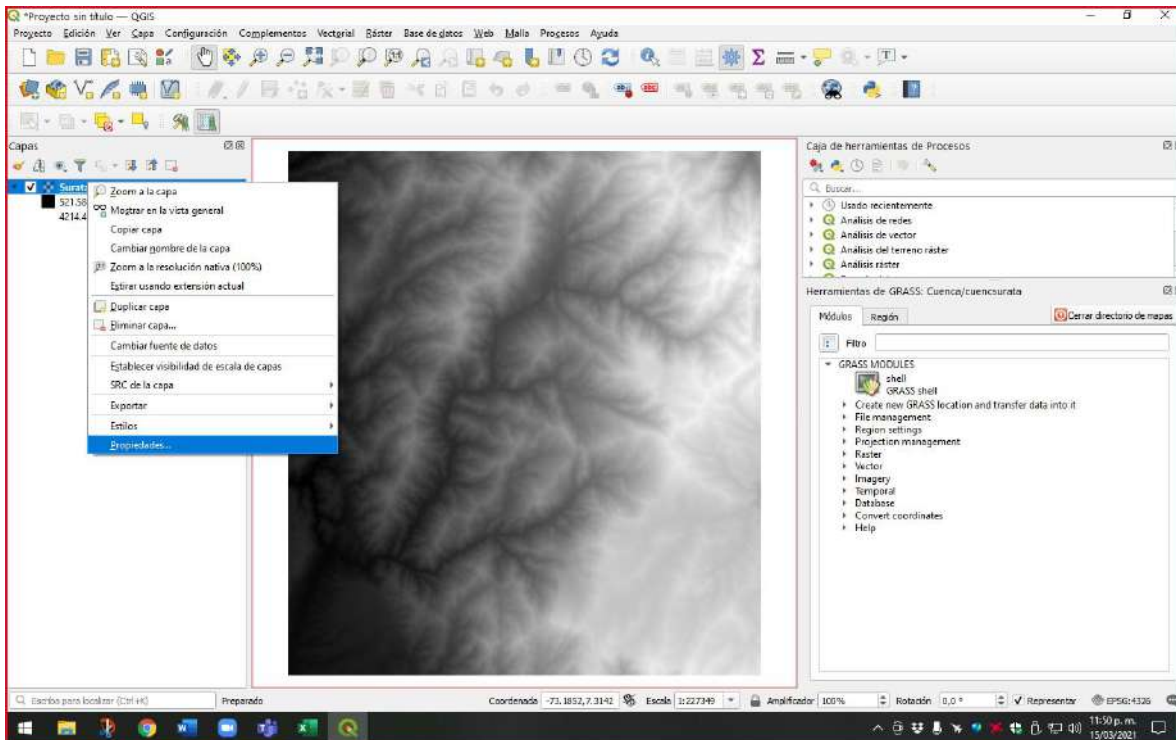 *Proyecto sin título — QGIS
Proyecto Edición Ver Capa Configuración Complementos Vectorial Ráster Base de datos Web Malla Procesos Ayuda
Capas
521.58
4214.4
Zoom a la capa
Mostrar en la vista general
Copiar capa
Cambiar nombre de la capa
Zoom a la resolución nativa (100%)
Estirar usando extensión actual
Duplicar capa
Eliminar capa...
Cambiar fuente de datos
Establecer visibilidad de escala de capas
SRC de la capa
Exportar
Estilos
Propiedades...
Caja de herramientas de Procesos
Buscar...
Usado recientemente
Análisis de redes
Análisis de vector
Análisis del terreno ráster
Análisis ráster
Herramientas de GRASS: Cuenca/cuencsurata
Módulos Región Cerrar directorio de mapas
Filtro
GRASS MODULES
shell
GRASS shell
Create new GRASS location and transfer data into it
File management
Region settings
Projection management
Raster
Vector
Imagery
Temporal
Database
Convert coordinates
Help
Escriba para localizar (Ctrl+K) Preparado Coordenada -73.1852,7.3142 Escala 1:227349 Amplificador 100% Rotación 0,0 ° Representar EPSG:4326
11:50 p. m.
15/03/2021